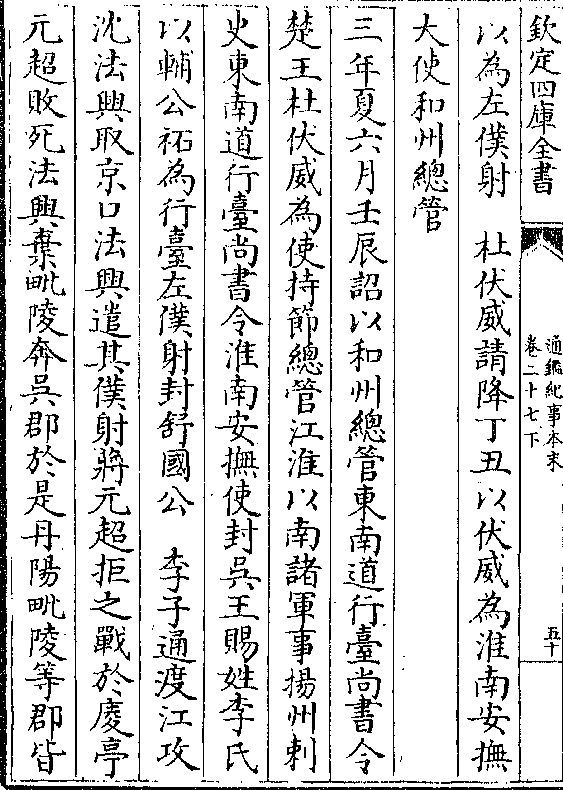 欽定四庫全書
通鑑紀事本末
卷二十七下
五十
以為左僕射　杜伏威請降丁丑以伏威為淮南安撫
大使和州總管
三年夏六月壬辰詔以和州總管東南道行臺尚書令
楚王杜伏威為使持節總管江淮以南諸軍事揚州刺
史東南道行臺尚書令淮南安撫使封吳王賜姓李氏
以輔公祏為行臺左僕射封舒國公　李子通渡江攻
沈法興取京口法興遣其僕射蔣元超拒之戰於庱亭
元超敗死法興棄毗陵奔吳郡於是丹陽毗陵等郡皆